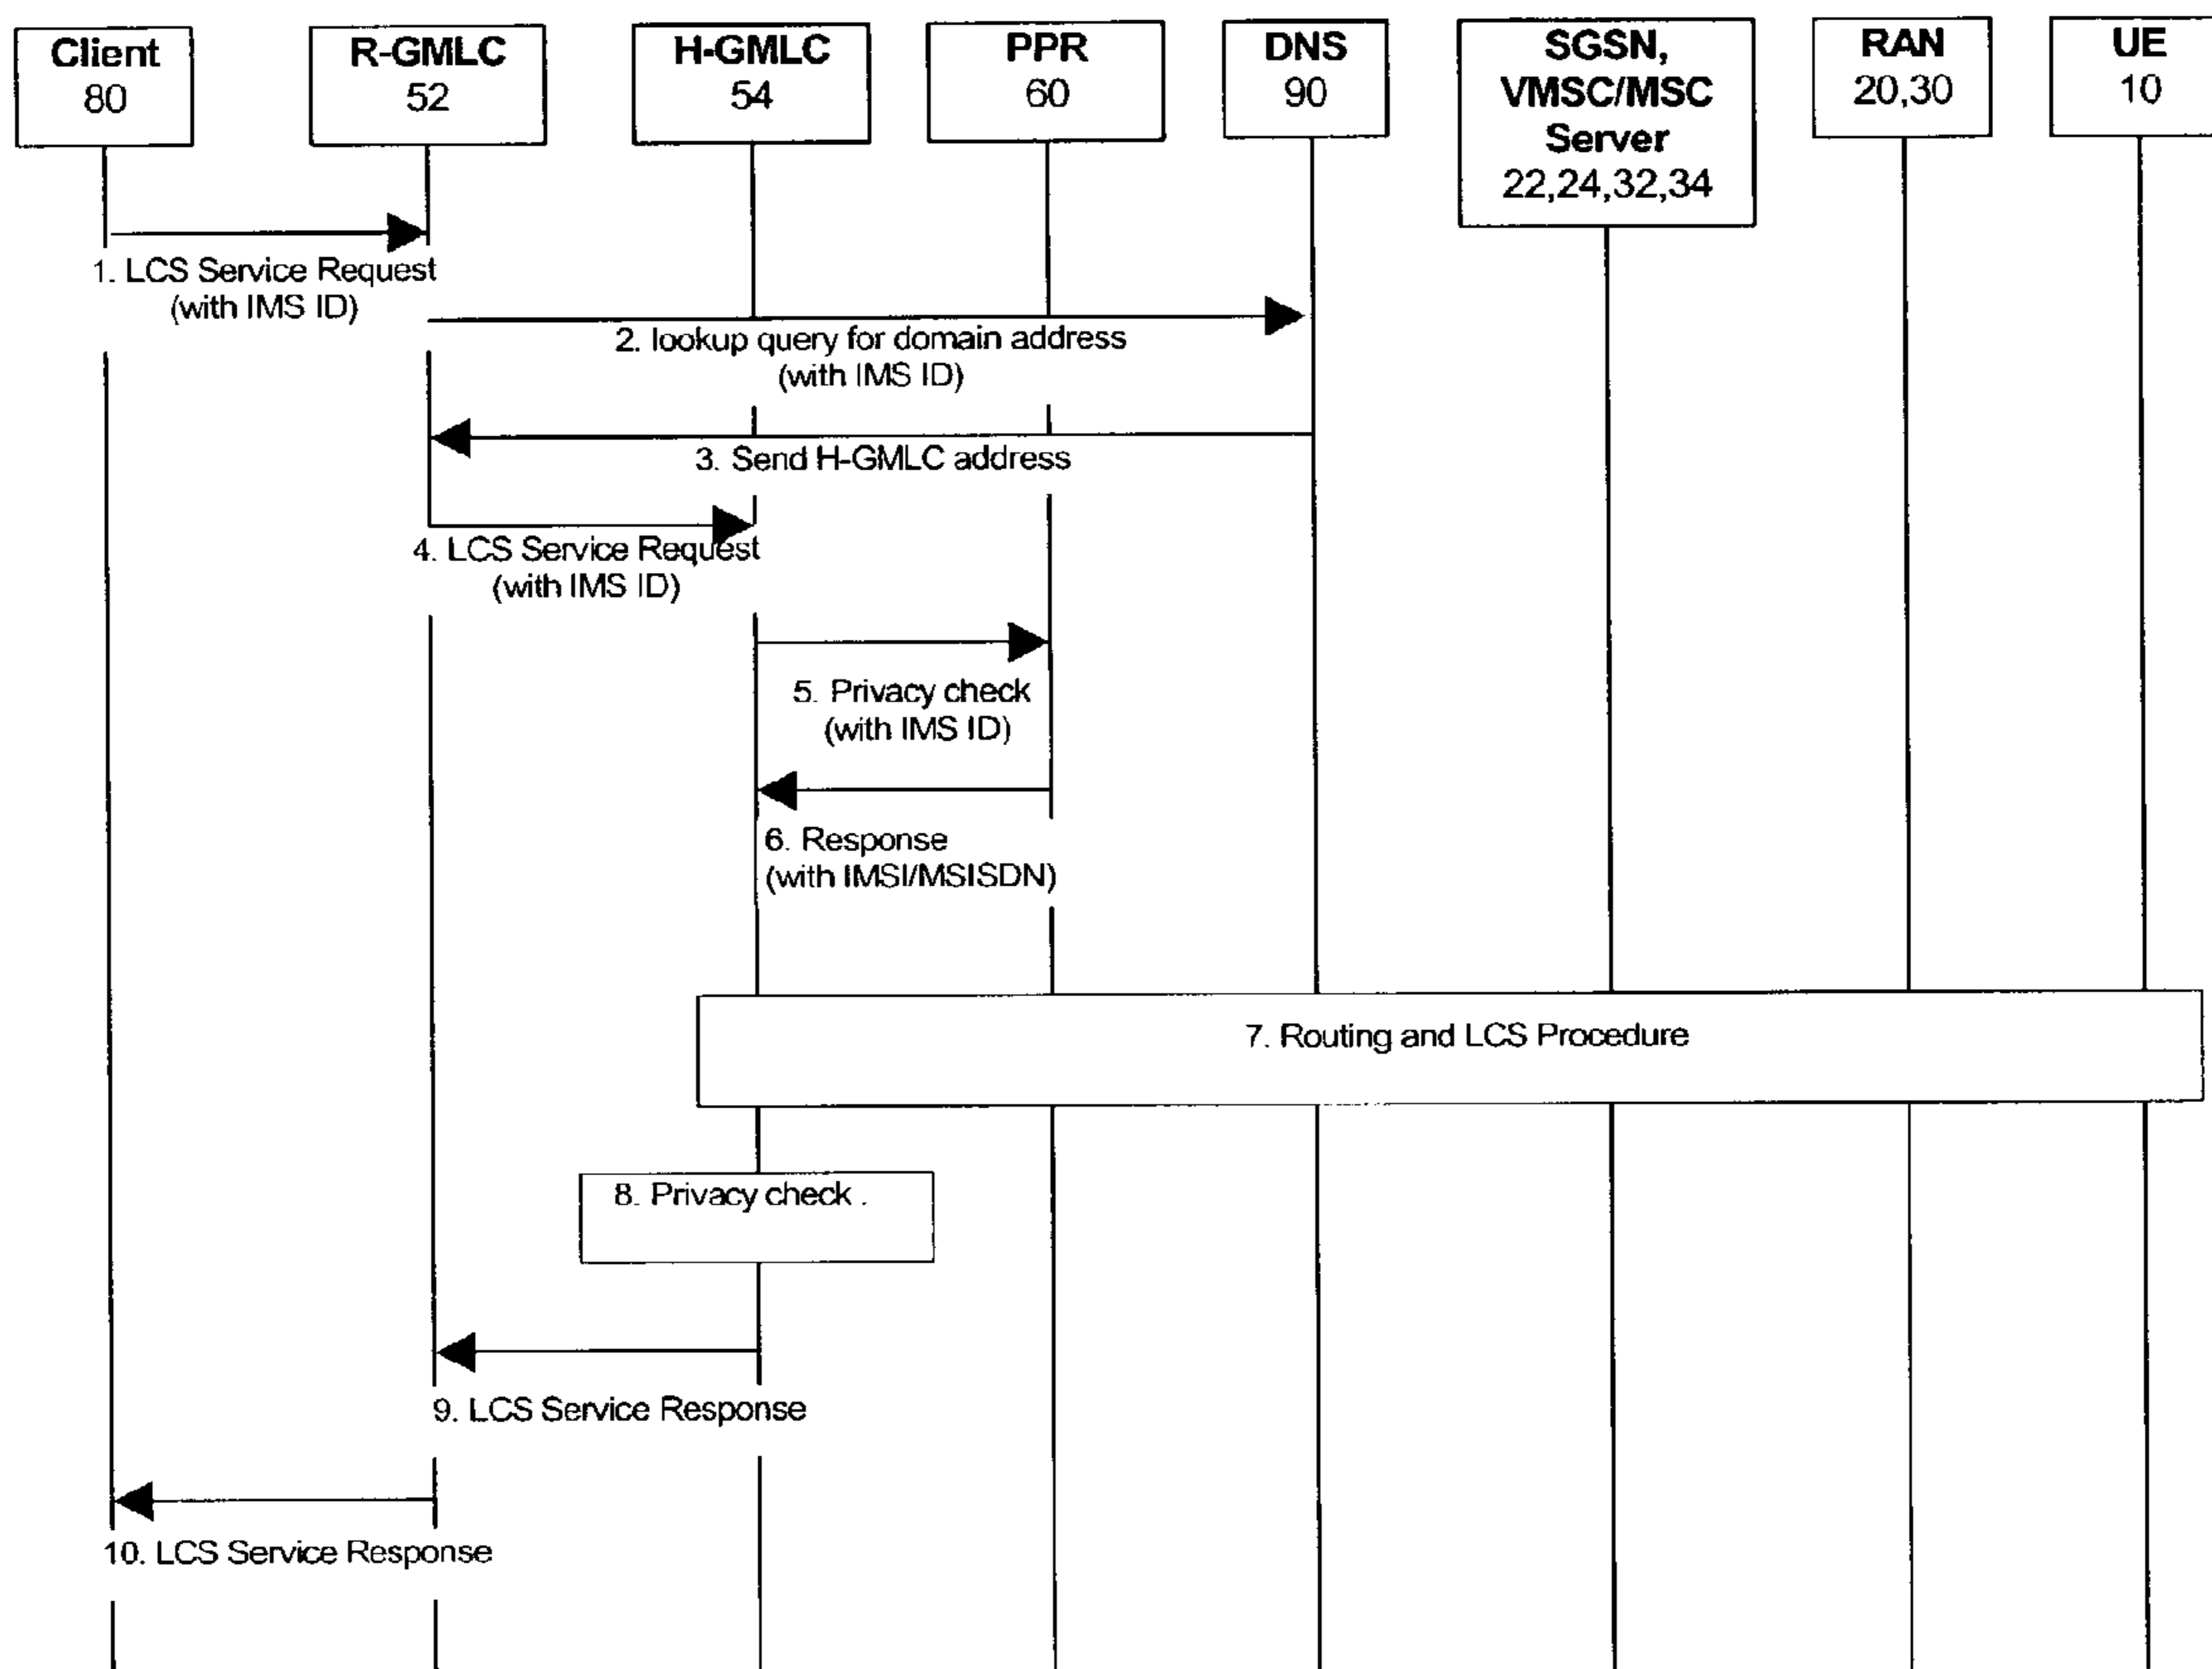 Client
80
R-GMLC
52
H-GMLC
54
PPR
60
DNS
90
SGSN,
VMSC/MSC
Server
22,24,32,34
RAN
20,30
UE
10
1. LCS Service Request
(with IMS ID)
2. lookup query for domain address
(with IMS ID)
3. Send H-GMLC address
4. LCS Service Request
(with IMS ID)
5. Privacy check
(with IMS ID)
6. Response
(with IMSI/MSISDN)
7. Routing and LCS Procedure
8. Privacy check .
9. LCS Service Response
10. LCS Service Response